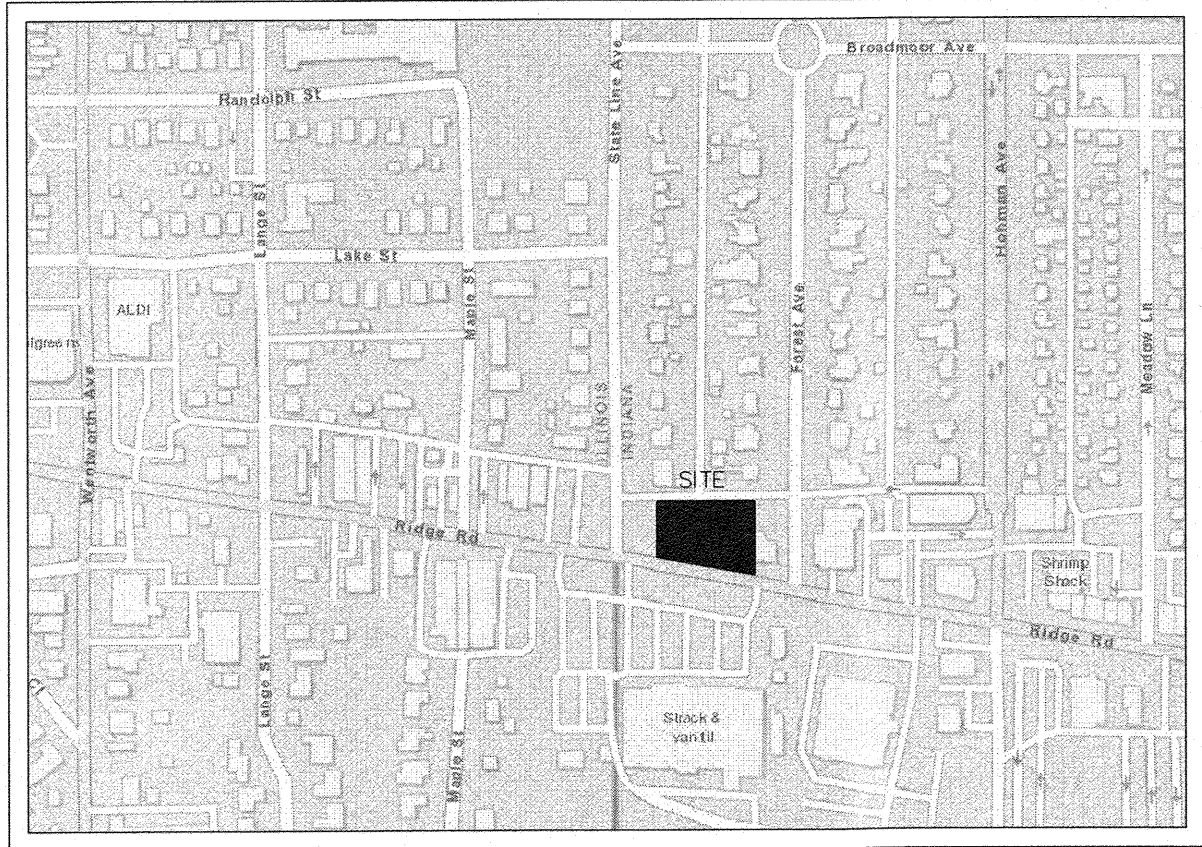 Broadmoor Ave
State Line Ave
Randolph St
Lange St
Hohman Ave
Lake St
Maple St
ALDI
Forest Ave
Meadow Ln
Wentworth Ave
ILLINOIS
INDIANA
SITE
Ridge Rd
Shrimp
Shack
Ridge Rd
Lange St
Strack &
van til
Maple St